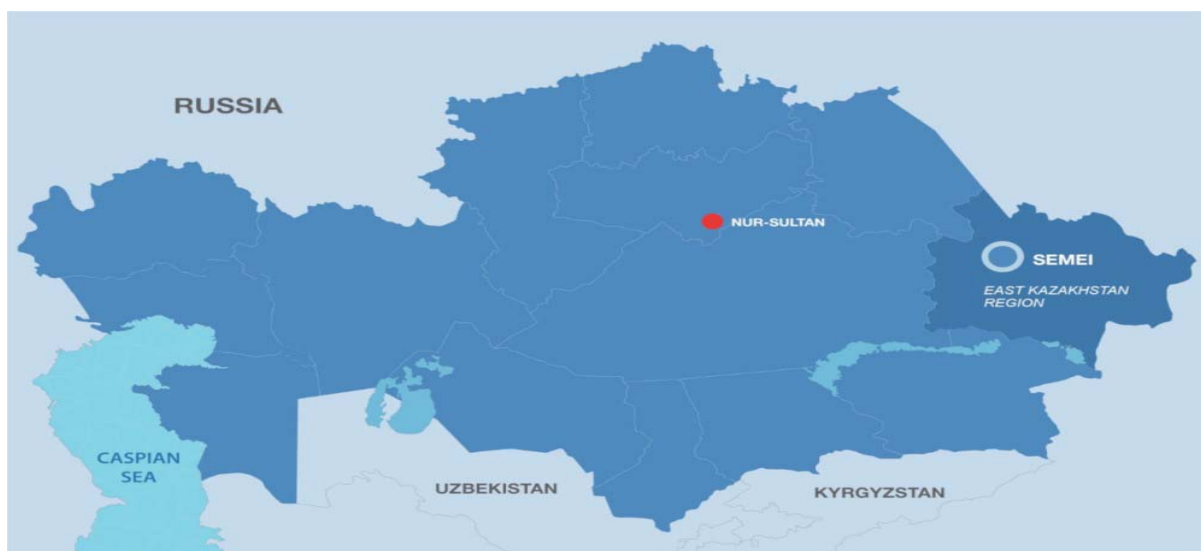 RUSSIA
NUR-SULTAN
SEMEI
EAST KAZAKHSTAN
REGION
CASPIAN
SEA
UZBEKISTAN
KYRGYZSTAN